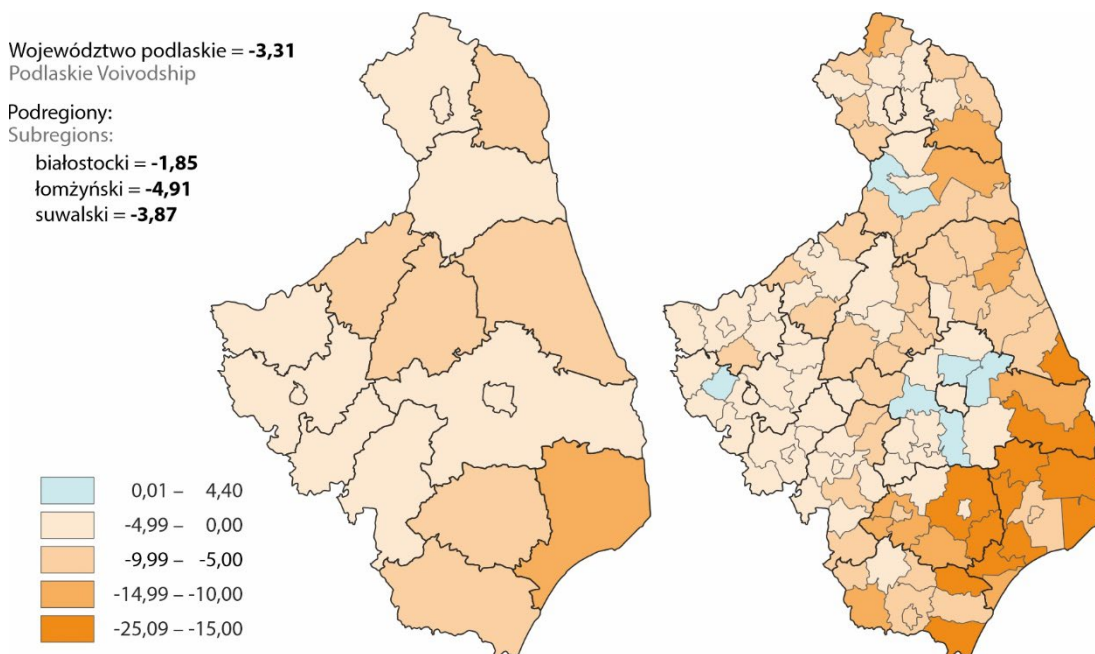 Województwo podlaskie = -3,31
Podlaskie Voivodship
Podregiony:
Subregions:
białostocki = -1,85
łomżyński = -4,91
suwalski = -3,87
0,01 – 4,40
-4,99 – 0,00
-9,99 – -5,00
-14,99 – -10,00
-25,09 – -15,00